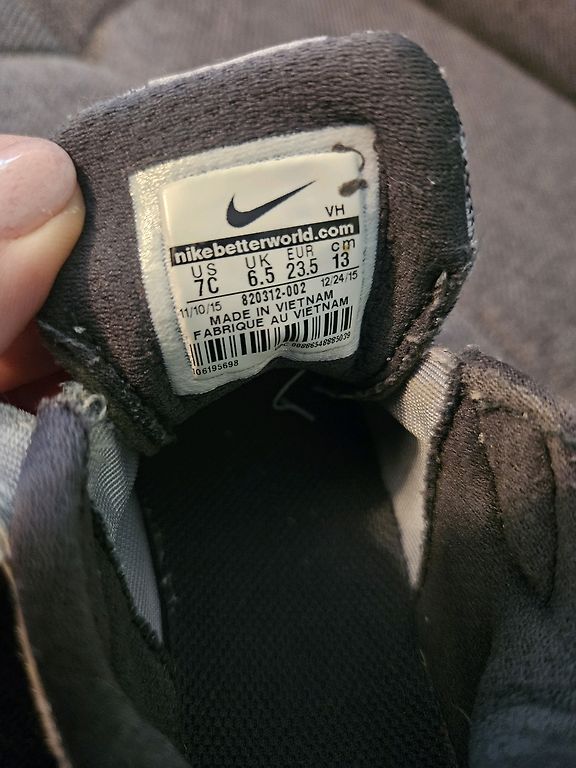 VH
nikebetterworld.com
US UK EUR cm
7C 6.5 23.5 13
11/10/15 820312-002 12/24/15
MADE IN VIETNAM
FABRIQUE AU VIETNAM